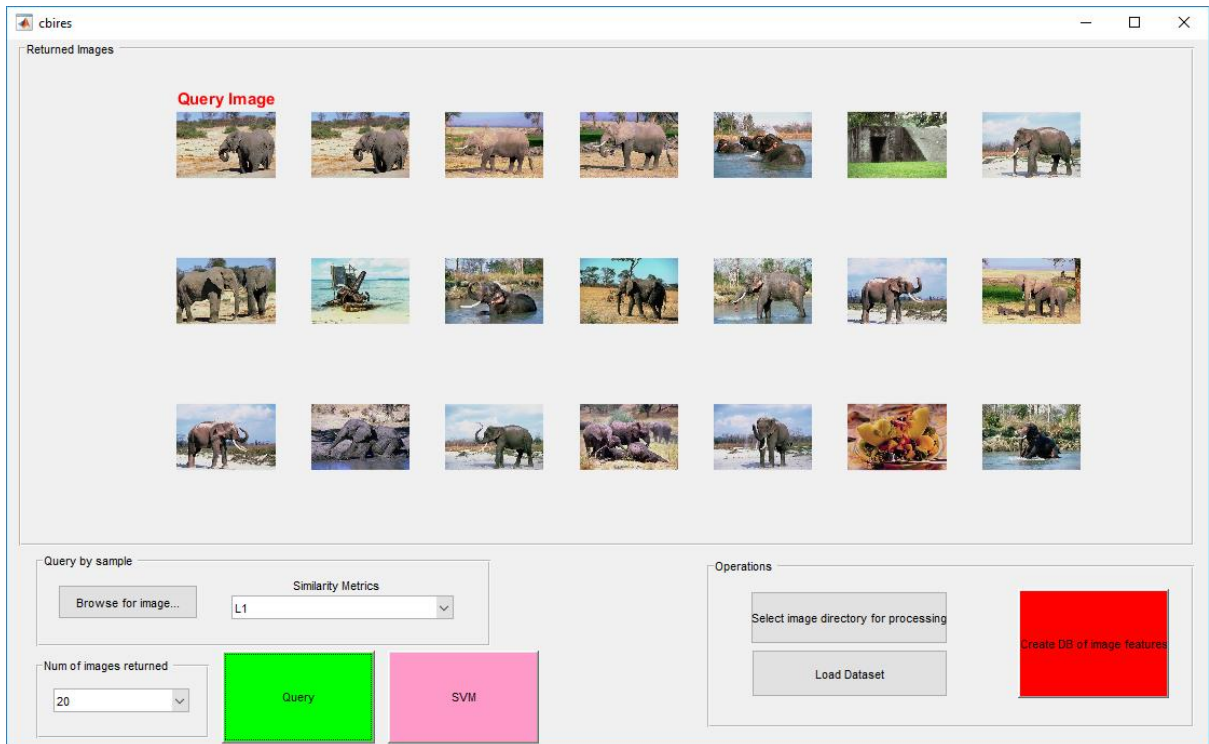 cbires
Returned Images
Query Image
Query by sample
Browse for image...
Similarity Metrics
L1
Num of images returned
20
Query
SVM
Operations
Select image directory for processing
Load Dataset
Create DB of image features